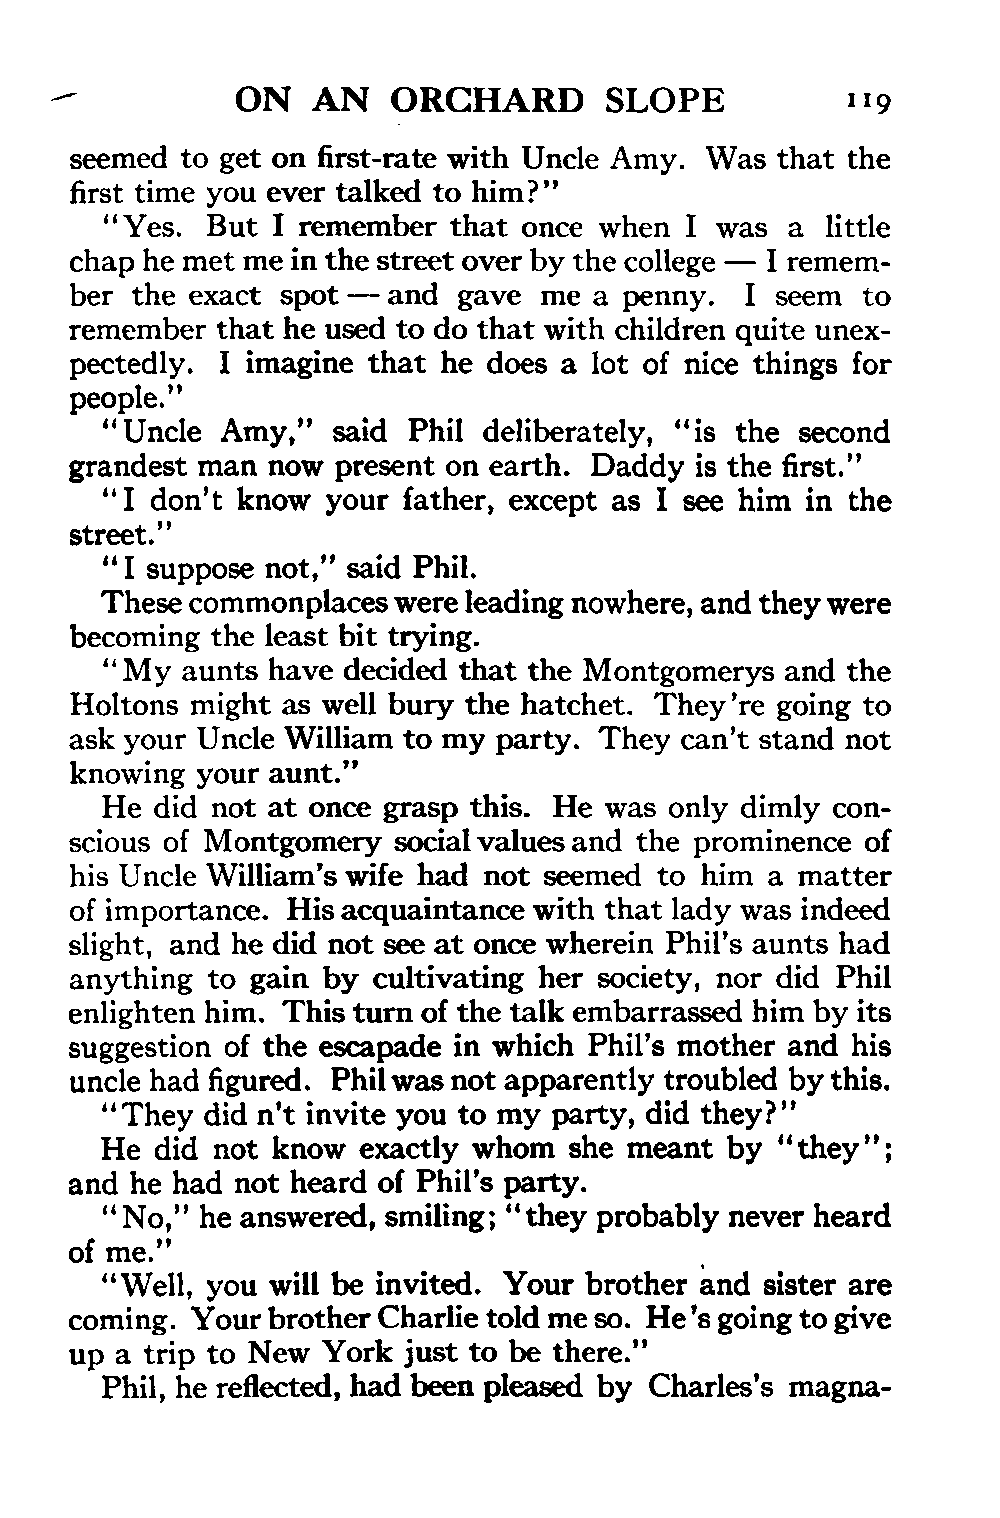 ON AN ORCHARD SLOPE 119
seemed to get on first-rate with Uncle Amy. Was that the
first time you ever talked to him?"
"Yes. But I remember that once when I was a little
chap he met me in the street over by the college — I remem-
ber the exact spot — and gave me a penny. I seem to
remember that he used to do that with children quite unex-
pectedly. I imagine that he does a lot of nice things for
people."
"Uncle Amy," said Phil deliberately, "is the second
grandest man now present on earth. Daddy is the first."
"I don't know your father, except as I see him in the
street."
"I suppose not," said Phil.
These commonplaces were leading nowhere, and they were
becoming the least bit trying.
"My aunts have decided that the Montgomerys and the
Holtons might as well bury the hatchet. They're going to
ask your Uncle William to my party. They can't stand not
knowing your aunt."
He did not at once grasp this. He was only dimly con-
scious of Montgomery social values and the prominence of
his Uncle William's wife had not seemed to him a matter
of importance. His acquaintance with that lady was indeed
slight, and he did not see at once wherein Phil's aunts had
anything to gain by cultivating her society, nor did Phil
enlighten him. This turn of the talk embarrassed him by its
suggestion of the escapade in which Phil's mother and his
uncle had figured. Phil was not apparently troubled by this.
"They did n't invite you to my party, did they?"
He did not know exactly whom she meant by "they";
and he had not heard of Phil's party.
"No," he answered, smiling; "they probably never heard
of me."
"Well, you will be invited. Your brother and sister are
coming. Your brother Charlie told me so. He's going to give
up a trip to New York just to be there."
Phil, he reflected, had been pleased by Charles's magna-